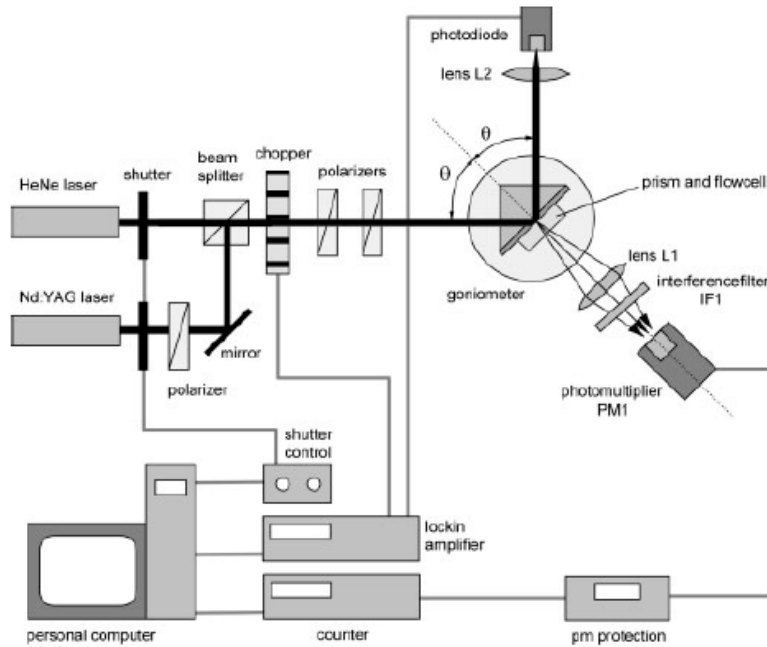 photodiode
lens L2
θ
θ
HeNe laser
shutter
beam
splitter
chopper
polarizers
prism and flowcell
lens L1
interferencefilter
IF1
goniometer
Nd:YAG laser
polarizer
mirror
photomultiplier
PM1
shutter
control
lockin
amplifier
personal computer
counter
pm protection